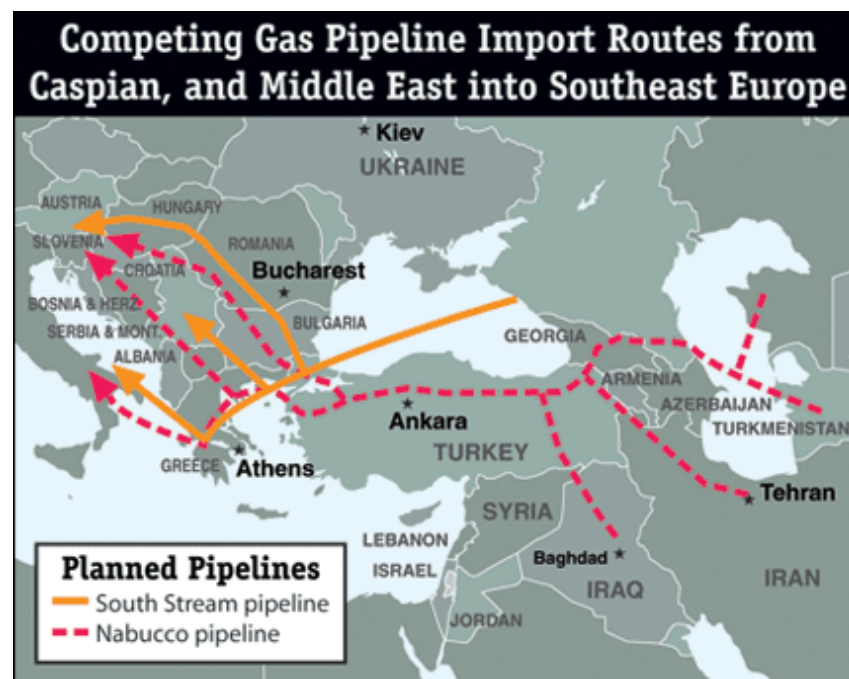 Competing Gas Pipeline Import Routes from
Caspian, and Middle East into Southeast Europe
Kiev
UKRAINE
AUSTRIA
HUNGARY
SLOVENIA
ROMANIA
CROATIA
Bucharest
BOSNIA & HERZ.
SERBIA & MONT.
BULGARIA
ALBANIA
GEORGIA
ARMENIA
AZERBAIJAN
TURKMENISTAN
Ankara
TURKEY
GREECE
Athens
Tehran
SYRIA
LEBANON
ISRAEL
Baghdad
IRAQ
IRAN
JORDAN
Planned Pipelines
South Stream pipeline
Nabucco pipeline